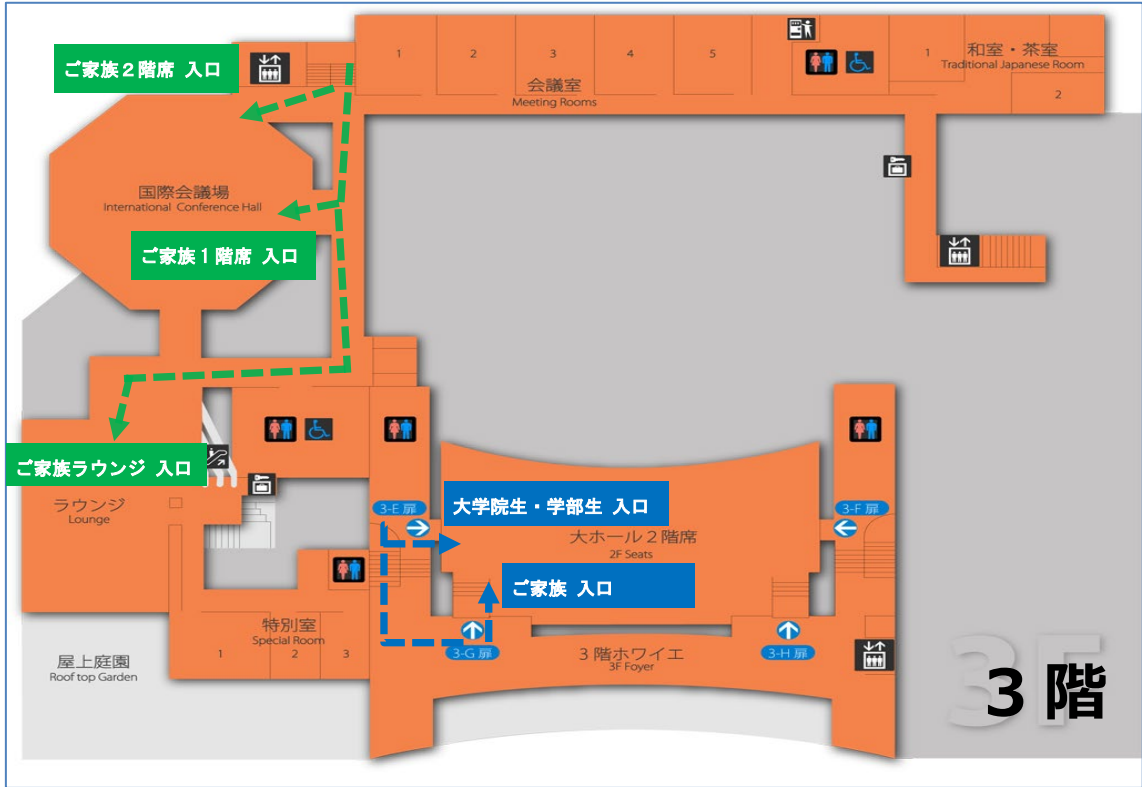 ご家族２階席 入口
1
2
3
4
5
会議室
Meeting Rooms
1
和室・茶室
Traditional Japanese Room
2
国際会議場
International Conference Hall
ご家族１階席 入口
ご家族ラウンジ 入口
ラウンジ
Lounge
3-E 扉
大学院生・学部生 入口
3-F 扉
大ホール２階席
2F Seats
ご家族 入口
特別室
Special Room
1
2
3
3-G 扉
3階ホワイエ
3F Foyer
3-H 扉
屋上庭園
Roof top Garden
3F
３階